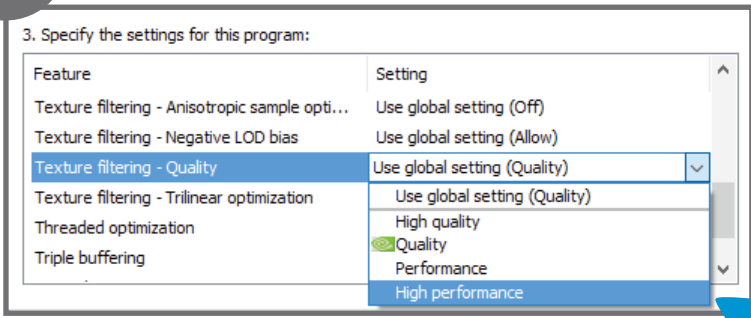 3. Specify the settings for this program:
Feature Setting
Texture filtering - Anisotropic sample opti... Use global setting (Off)
Texture filtering - Negative LOD bias Use global setting (Allow)
Texture filtering - Quality Use global setting (Quality)
Texture filtering - Trilinear optimization Use global setting (Quality)
Threaded optimization High quality
Quality
Triple buffering Performance
High performance